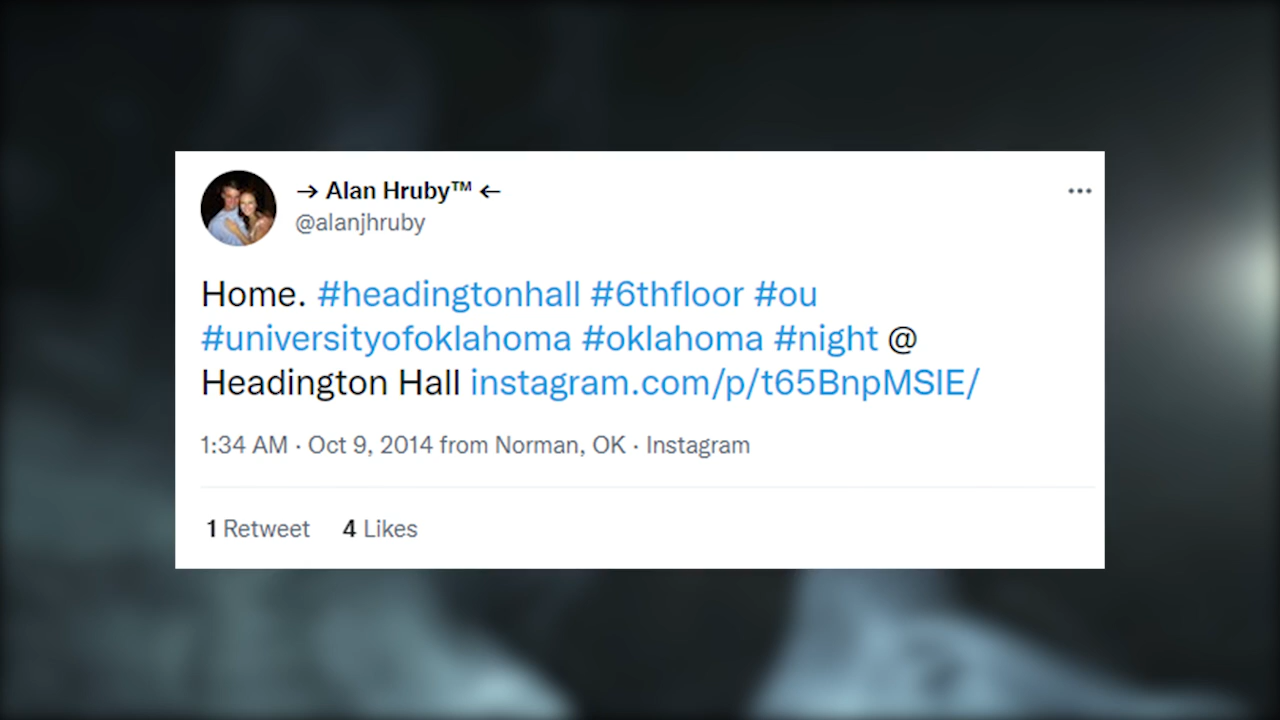 → Alan Hruby™ ←
@alanjhruby
Home. #headingtonhall #6thfloor #ou
#universityofoklahoma #oklahoma #night @
Headington Hall instagram.com/p/t65BnpMSIE/
1:34 AM · Oct 9, 2014 from Norman, OK · Instagram
1 Retweet 4 Likes